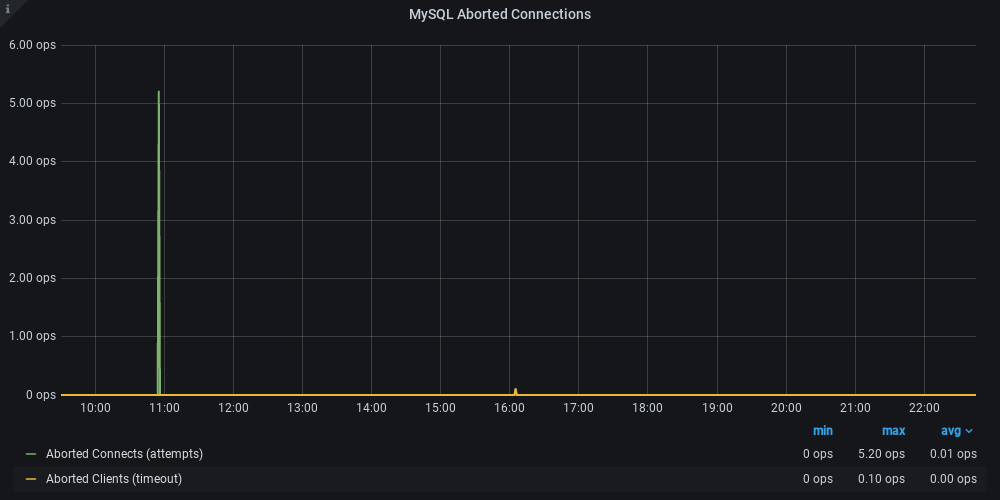 i
MySQL Aborted Connections
6.00 ops
5.00 ops
4.00 ops
3.00 ops
2.00 ops
1.00 ops
0 ops
10:00 11:00 12:00 13:00 14:00 15:00 16:00 17:00 18:00 19:00 20:00 21:00 22:00
min max avg
Aborted Connects (attempts) 0 ops 5.20 ops 0.01 ops
Aborted Clients (timeout) 0 ops 0.10 ops 0.00 ops